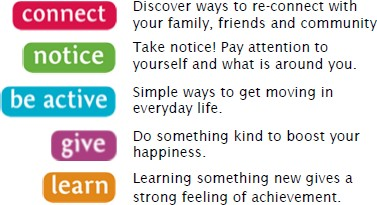 connect
Discover ways to re-connect with
your family, friends and community
notice
Take notice! Pay attention to
yourself and what is around you.
be active
Simple ways to get moving in
everyday life.
give
Do something kind to boost your
happiness.
learn
Learning something new gives a
strong feeling of achievement.